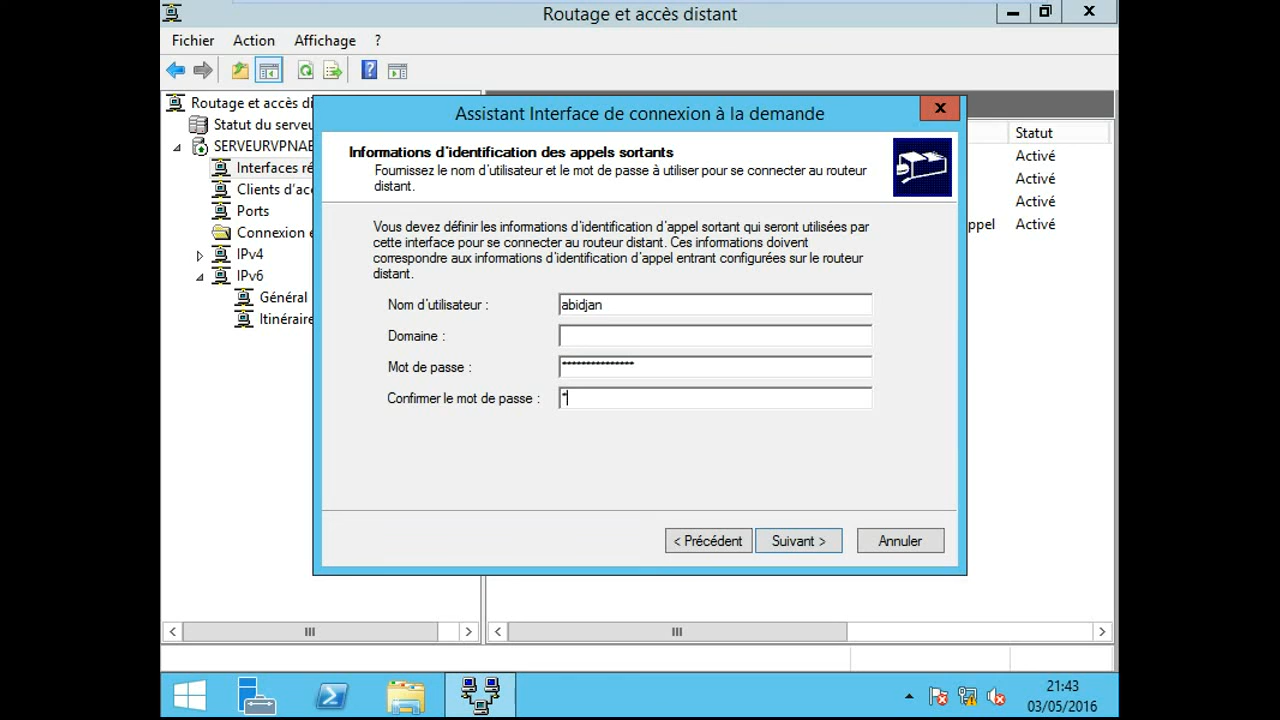 Routage et accès distant
Fichier Action Affichage ?
Routage et accès di
Statut du serveu
SERVEURVPNAE
Interfaces ré
Clients d'acc
Ports
Connexion e
IPv4
IPv6
Général
Itinéraire
Statut
Activé
Activé
Activé
ppel Activé
Assistant Interface de connexion à la demande
Informations d'identification des appels sortants
Fournissez le nom d'utilisateur et le mot de passe à utiliser pour se connecter au routeur
distant.
Vous devez définir les informations d'identification d'appel sortant qui seront utilisées par
cette interface pour se connecter au routeur distant. Ces informations doivent
correspondre aux informations d'identification d'appel entrant configurées sur le routeur
distant.
Nom d'utilisateur : abidjan
Domaine :
Mot de passe : ***************
Confirmer le mot de passe : *
< Précédent Suivant > Annuler
21:43
03/05/2016